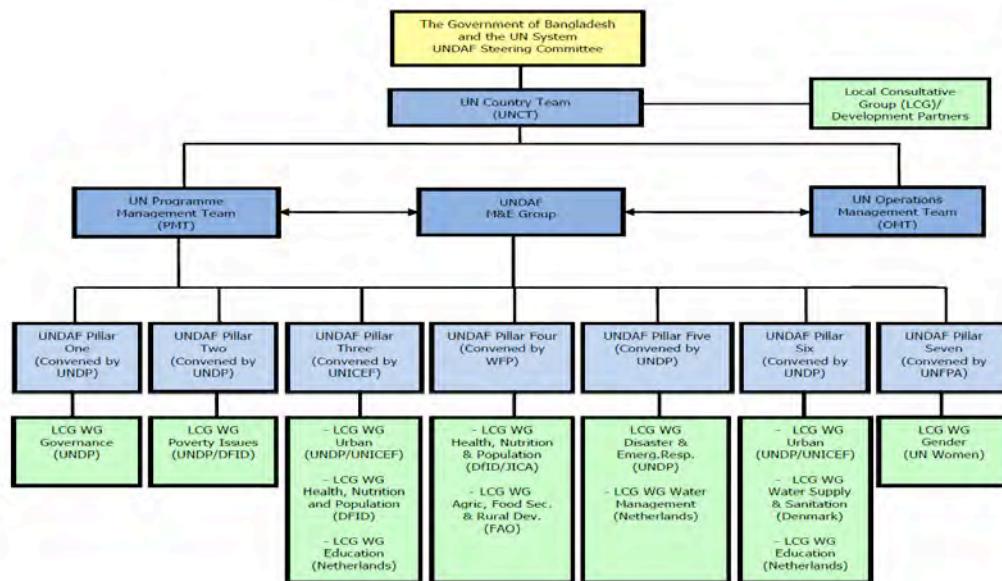 The Government of Bangladesh
and the UN System
UNDAF Steering Committee
UN Country Team
(UNCT)
Local Consultative
Group (LCG)/
Development Partners
UN Programme
Management Team
(PMT)
UNDAF
M&E Group
UN Operations
Management Team
(OMT)
UNDAF Pillar
One
(Convened by
UNDP)
UNDAF Pillar
Two
(Convened by
UNDP)
UNDAF Pillar
Three
(Convened by
UNICEF)
UNDAF Pillar Four
(Convened by
WFP)
UNDAF Pillar Five
(Convened by
UNDP)
UNDAF Pillar
Six
(Convened by
UNDP)
UNDAF Pillar
Seven
(Convened by
UNFPA)
LCG WG
Governance
(UNDP)
LCG WG
Poverty Issues
(UNDP/DFID)
- LCG WG
Urban
(UNDP/UNICEF)
- LCG WG
Health, Nutrition
and Population
(DFID)
- LCG WG
Education
(Netherlands)
LCG WG
Health, Nutrition
& Population
(DfID/JICA)
- LCG WG
Agric, Food Sec.
& Rural Dev.
(FAO)
LCG WG
Disaster &
Emerg.Resp.
(UNDP)
- LCG WG Water
Management
(Netherlands)
- LCG WG
Urban
(UNDP/UNICEF)
- LCG WG
Water Supply
& Sanitation
(Denmark)
- LCG WG
Education
(Netherlands)
LCG WG
Gender
(UN Women)